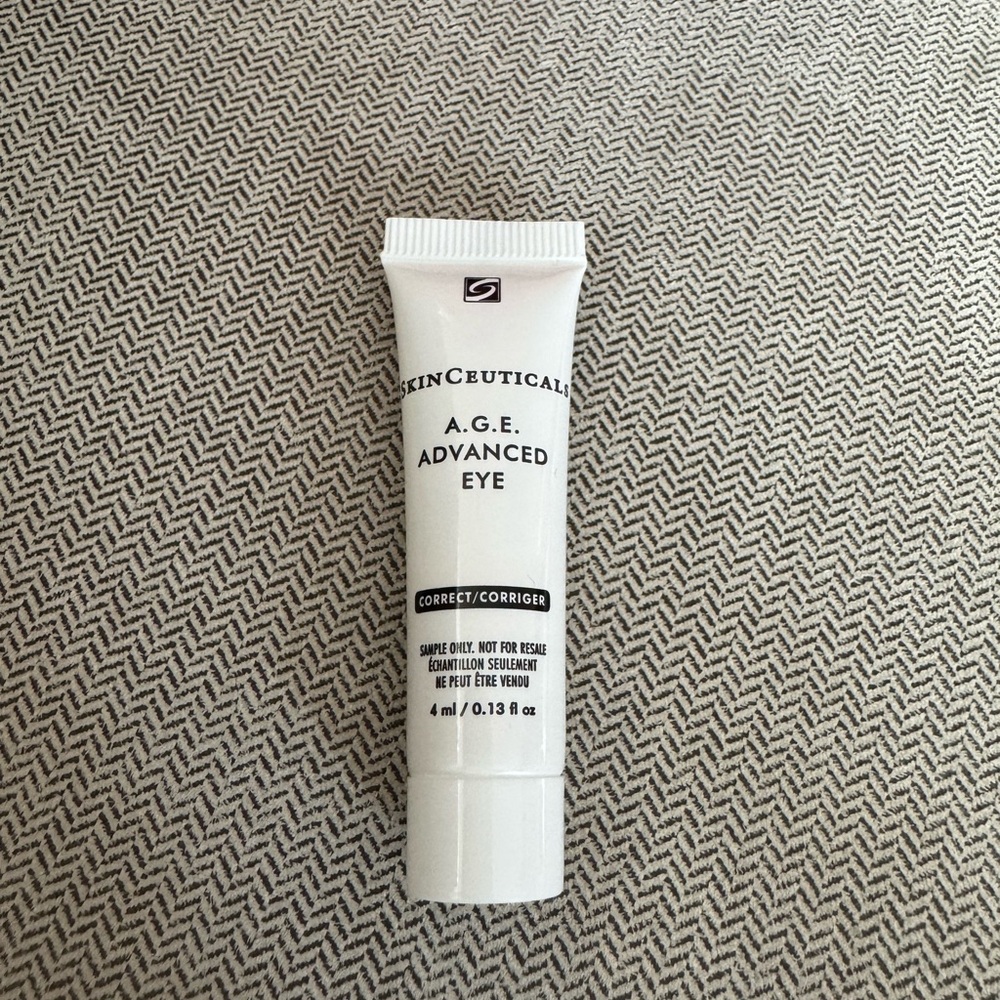 SKINCEUTICALS
A.G.E.
ADVANCED
EYE
CORRECT/CORRIGER
SAMPLE ONLY. NOT FOR RESALE
ÉCHANTILLON SEULEMENT
NE PEUT ÊTRE VENDU
4 ml / 0.13 fl oz